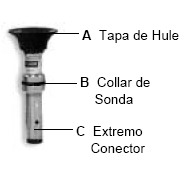 A Tapa de Hule
B Collar de
Sonda
C Extremo
Conector